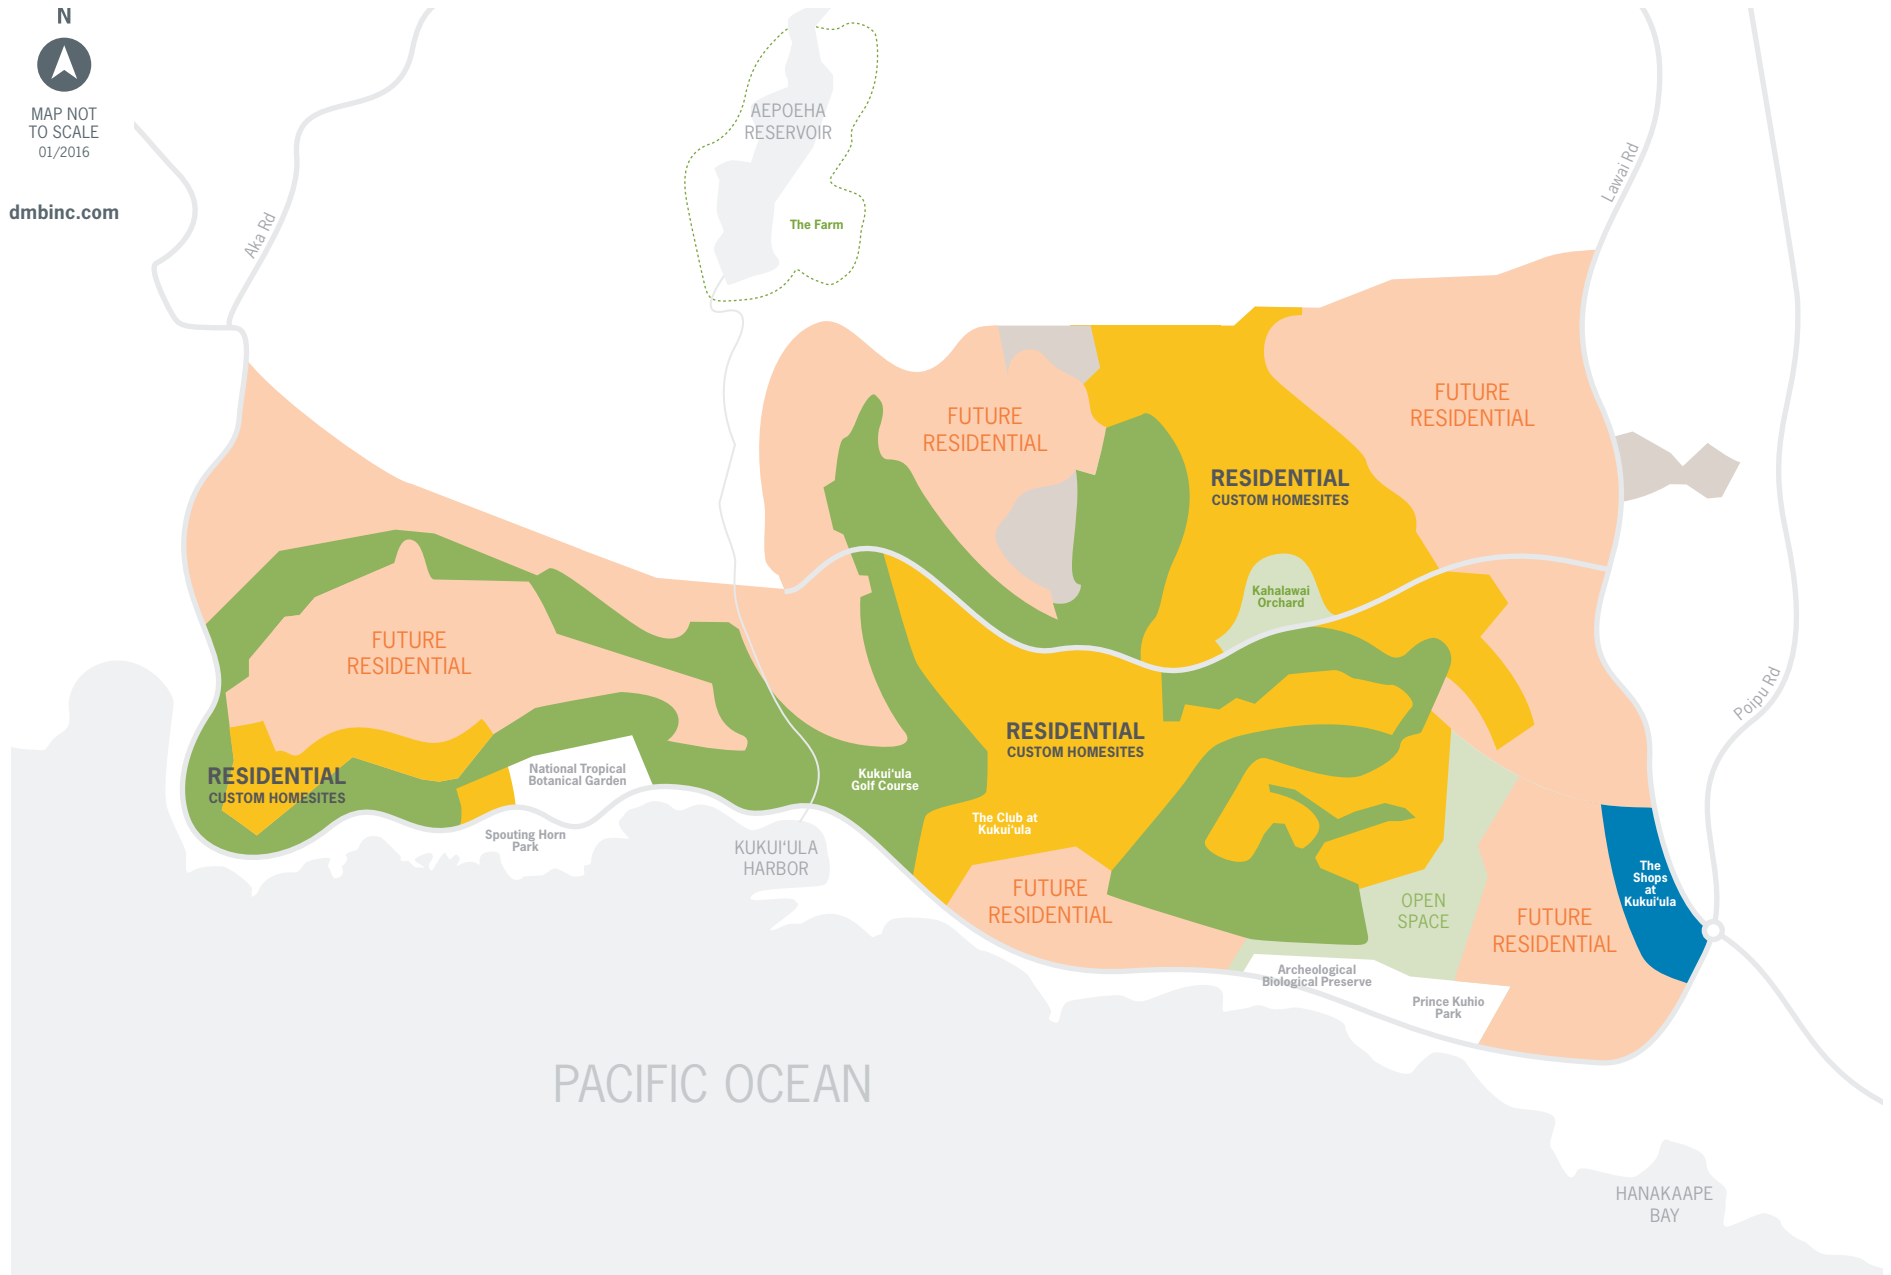 N
MAP NOT
TO SCALE
01/2016
dmbinc.com
Aka Rd
AEPOEHA
RESERVOIR
The Farm
Lawai Rd
FUTURE
RESIDENTIAL
FUTURE
RESIDENTIAL
RESIDENTIAL
CUSTOM HOMESITES
Kahalawai
Orchard
FUTURE
RESIDENTIAL
Poipu Rd
RESIDENTIAL
CUSTOM HOMESITES
RESIDENTIAL
CUSTOM HOMESITES
National Tropical
Botanical Garden
Kukui‘ula
Golf Course
The Club at
Kukui‘ula
Spouting Horn
Park
KUKUI‘ULA
HARBOR
FUTURE
RESIDENTIAL
OPEN
SPACE
FUTURE
RESIDENTIAL
The
Shops
at
Kukui‘ula
Archeological
Biological Preserve
Prince Kuhio
Park
PACIFIC OCEAN
HANAKAAPE
BAY